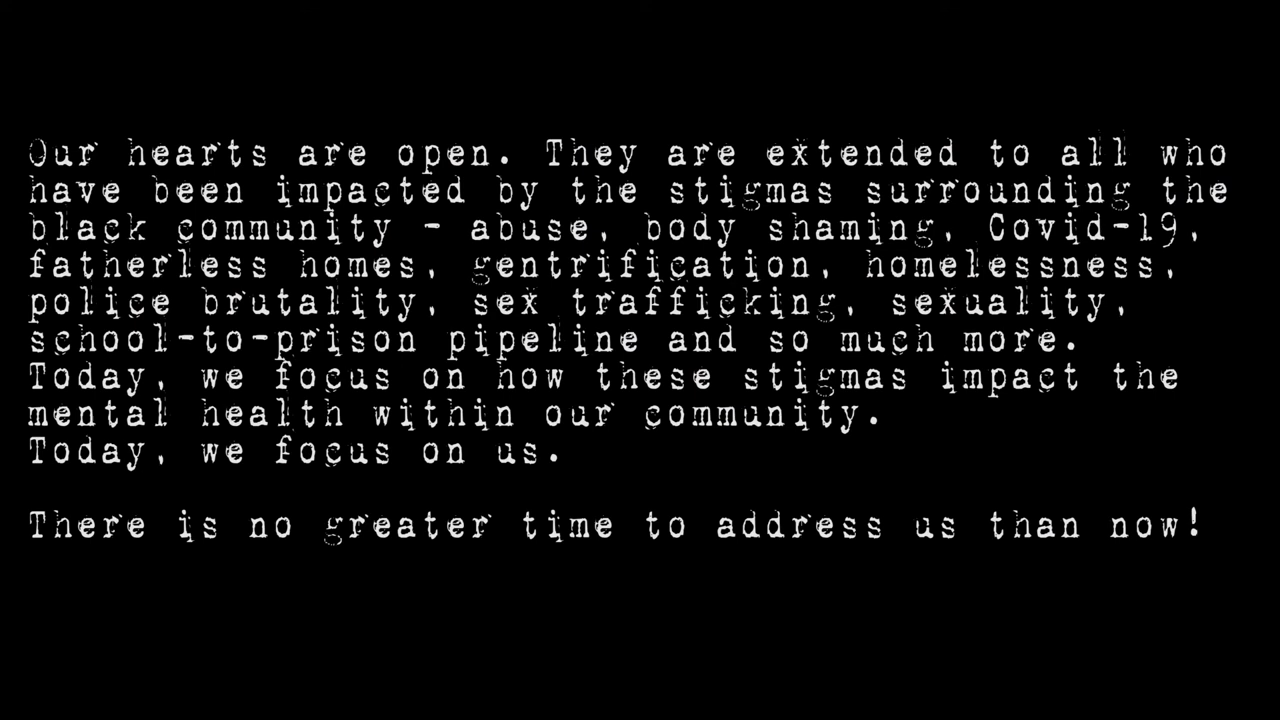 Our hearts are open. They are extended to all who
have been impacted by the stigmas surrounding the
black community - abuse, body shaming, Covid-19,
fatherless homes, gentrification, homelessness,
police brutality, sex trafficking, sexuality,
school-to-prison pipeline and so much more.
Today, we focus on how these stigmas impact the
mental health within our community.
Today, we focus on us.
There is no greater time to address us than now!